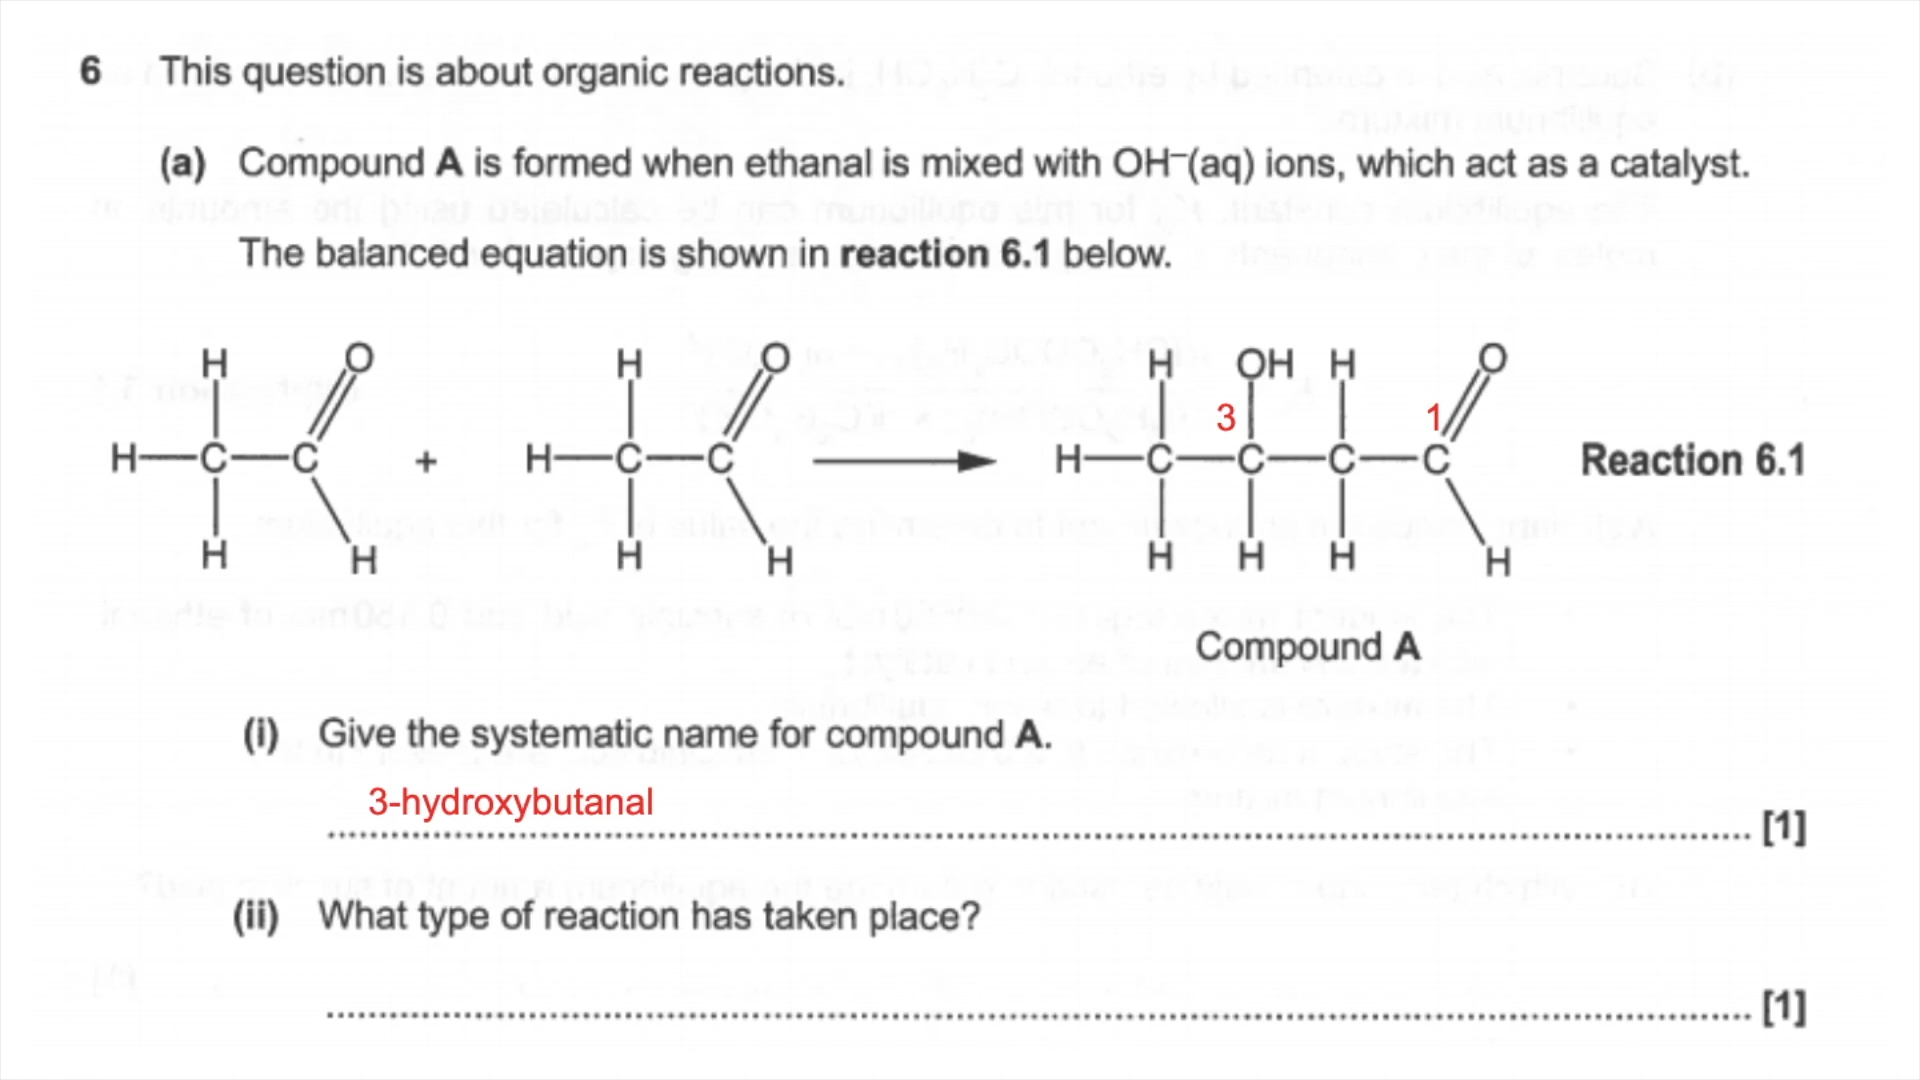 6 This question is about organic reactions.
(a) Compound A is formed when ethanal is mixed with OH⁻(aq) ions, which act as a catalyst.
The balanced equation is shown in reaction 6.1 below.
H O H O H OH H O
3 1
H C C + H C C H C C C C Reaction 6.1
H H H H H H H H
Compound A
(i) Give the systematic name for compound A.
3-hydroxybutanal
[1]
(ii) What type of reaction has taken place?
[1]